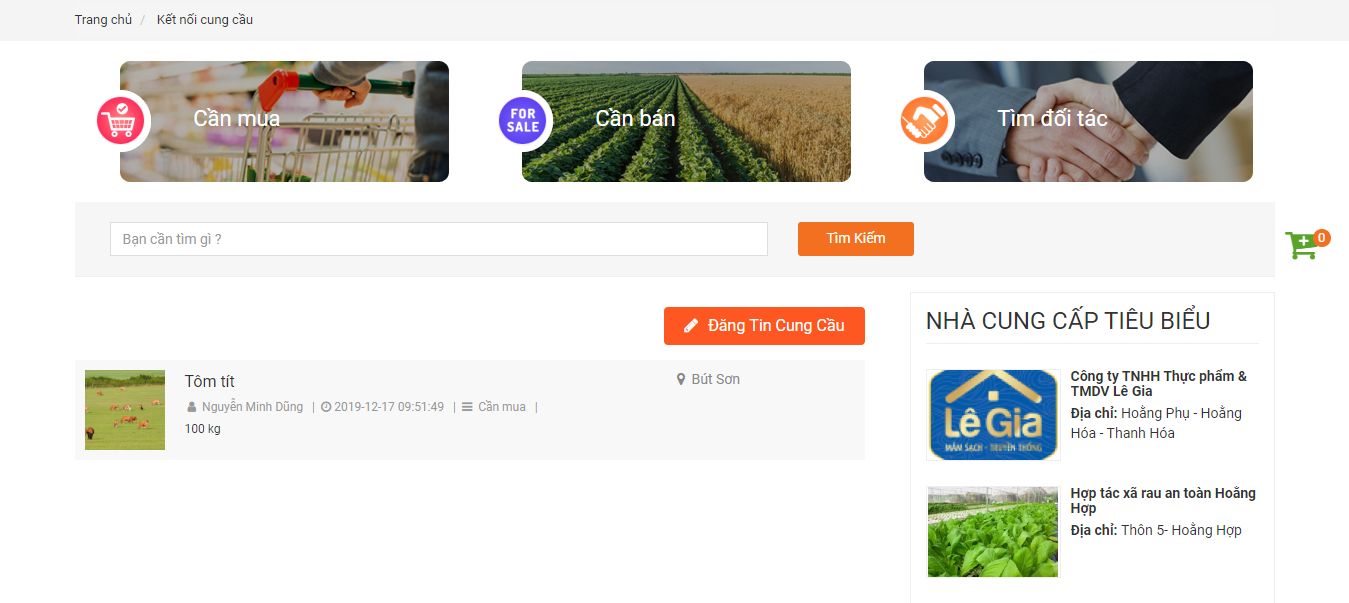 Trang chủ / Kết nối cung cầu
Cần mua
FOR
SALE
Cần bán
Tìm đối tác
Bạn cần tìm gì ?
Tìm Kiếm
0
Đăng Tin Cung Cầu
Tôm tít
Bút Sơn
Nguyễn Minh Dũng | 2019-12-17 09:51:49 | Cần mua |
100 kg
NHÀ CUNG CẤP TIÊU BIỂU
Lê Gia
MẮM SẠCH - TRUYỀN THỐNG
Công ty TNHH Thực phẩm &
TMDV Lê Gia
Địa chỉ: Hoằng Phụ - Hoằng
Hóa - Thanh Hóa
Hợp tác xã rau an toàn Hoằng
Hợp
Địa chỉ: Thôn 5- Hoằng Hợp